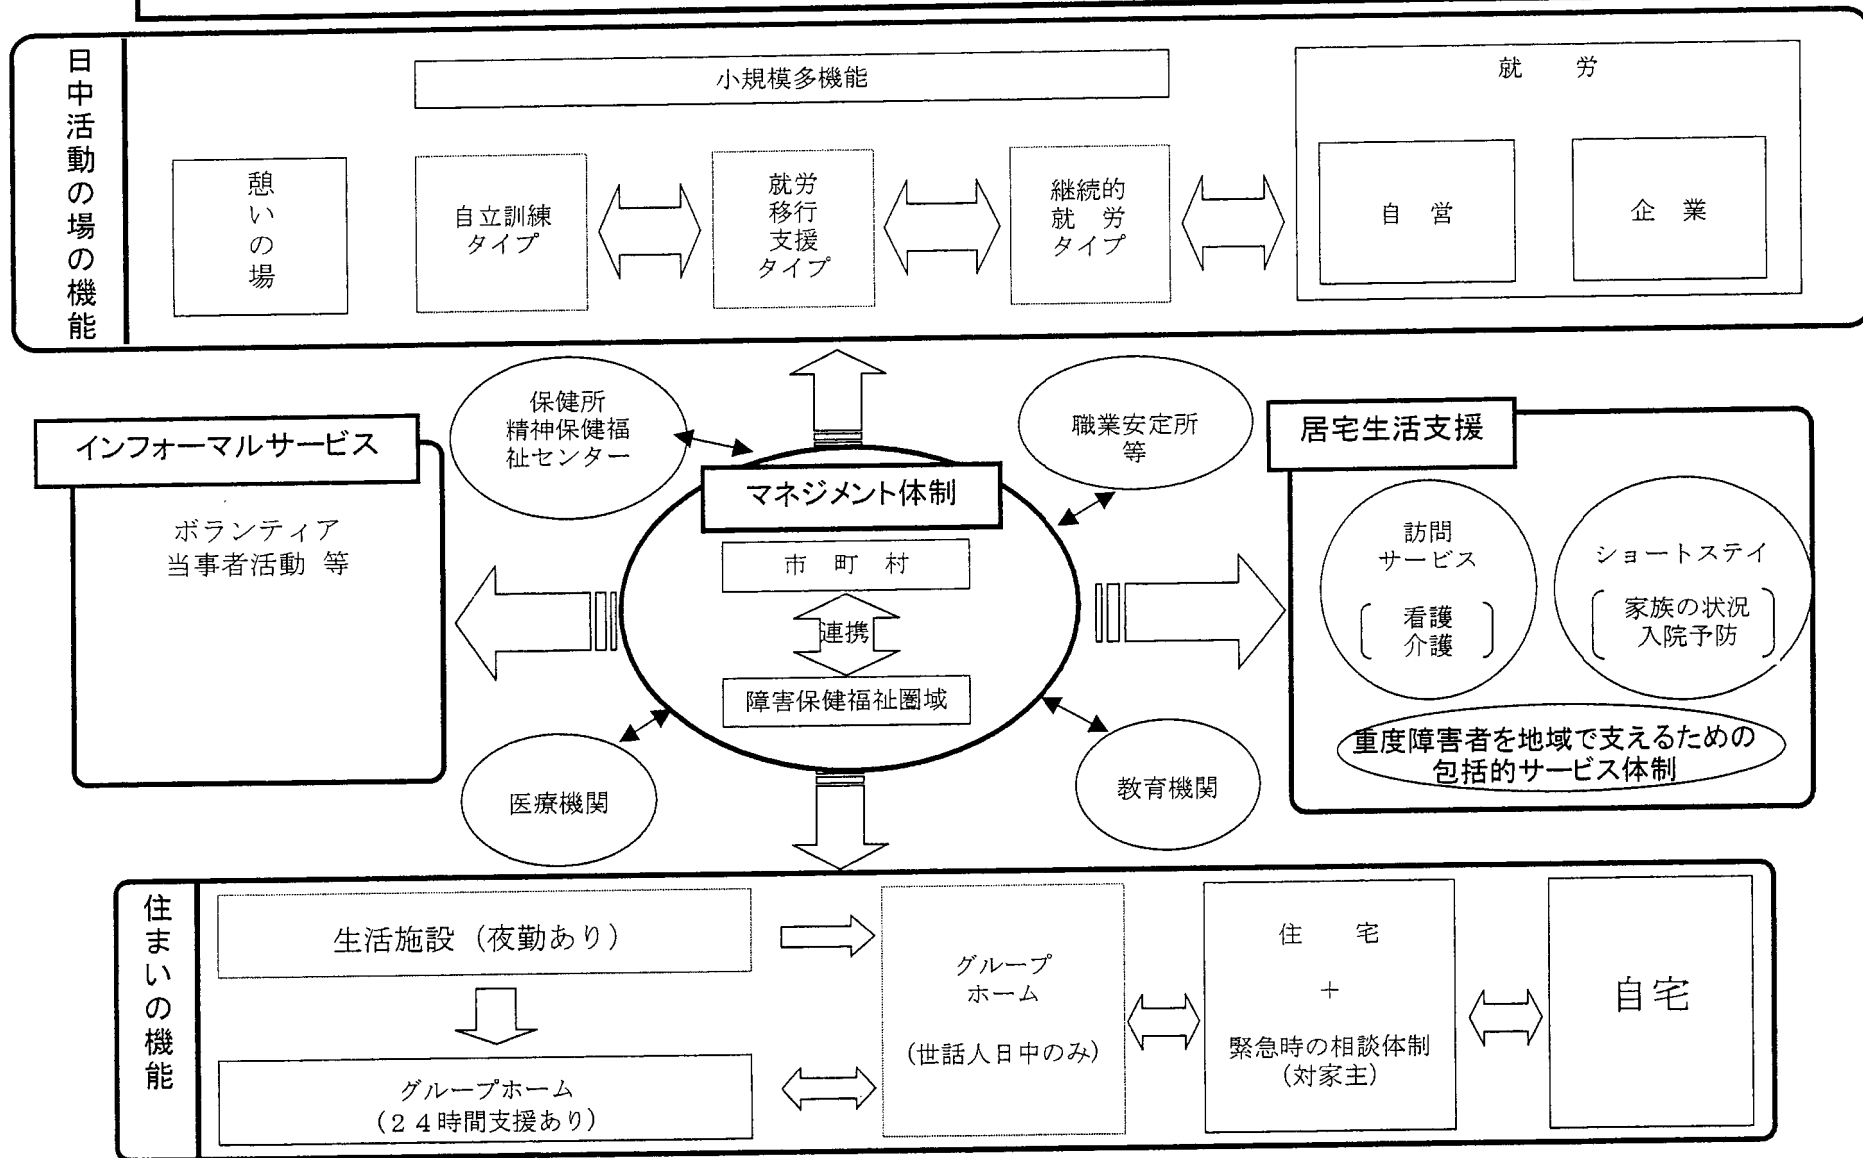 日中活動の場の機能
小規模多機能
就　労
憩いの場
自立訓練
タイプ
就労
移行
支援
タイプ
継続的
就　労
タイプ
自　営
企　業
保健所
精神保健福
祉センター
職業安定所
等
インフォーマルサービス
ボランティア
当事者活動 等
マネジメント体制
市　町　村
連携
障害保健福祉圏域
居宅生活支援
訪問
サービス
看護
介護
ショートステイ
家族の状況
入院予防
重度障害者を地域で支えるための
包括的サービス体制
医療機関
教育機関
住まいの機能
生活施設（夜勤あり）
グループホーム
（２４時間支援あり）
グループ
ホーム
（世話人日中のみ）
住　宅
＋
緊急時の相談体制
（対家主）
自宅